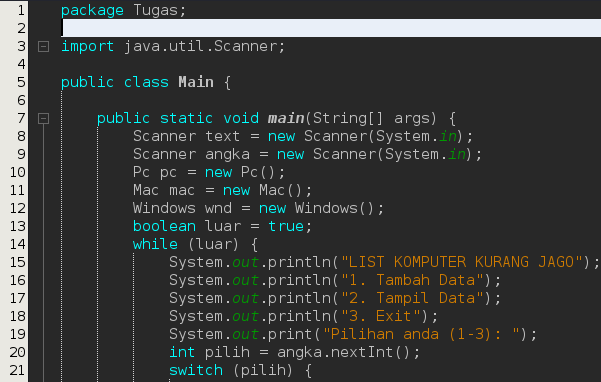 1 package Tugas;
2
3 import java.util.Scanner;
4
5 public class Main {
6
7 public static void main(String[] args) {
8 Scanner text = new Scanner(System.in);
9 Scanner angka = new Scanner(System.in);
10 Pc pc = new Pc();
11 Mac mac = new Mac();
12 Windows wnd = new Windows();
13 boolean luar = true;
14 while (luar) {
15 System.out.println("LIST KOMPUTER KURANG JAGO");
16 System.out.println("1. Tambah Data");
17 System.out.println("2. Tampil Data");
18 System.out.println("3. Exit");
19 System.out.print("Pilihan anda (1-3): ");
20 int pilih = angka.nextInt();
21 switch (pilih) {